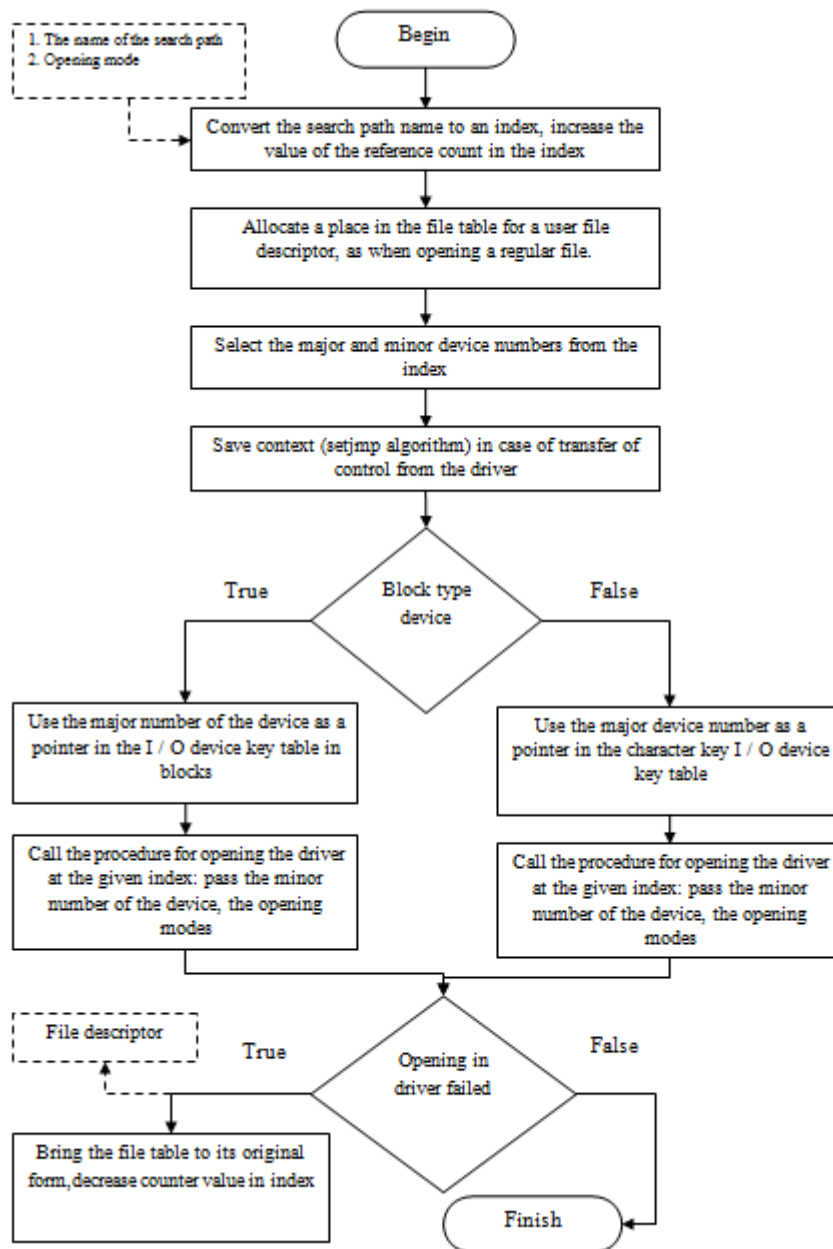 1. The name of the search path
2. Opening mode
Begin
Convert the search path name to an index, increase the
value of the reference count in the index
Allocate a place in the file table for a user file
descriptor, as when opening a regular file.
Select the major and minor device numbers from the
index
Save context (setjmp algorithm) in case of transfer of
control from the driver
Block type
device
True
False
Use the major number of the device as a
pointer in the I / O device key table in
blocks
Use the major device number as a
pointer in the character key I / O device
key table
Call the procedure for opening the driver
at the given index: pass the minor
number of the device, the opening
modes
Call the procedure for opening the driver
at the given index: pass the minor
number of the device, the opening
modes
File descriptor
True
False
Opening in
driver failed
Bring the file table to its original
form,decrease counter value in index
Finish